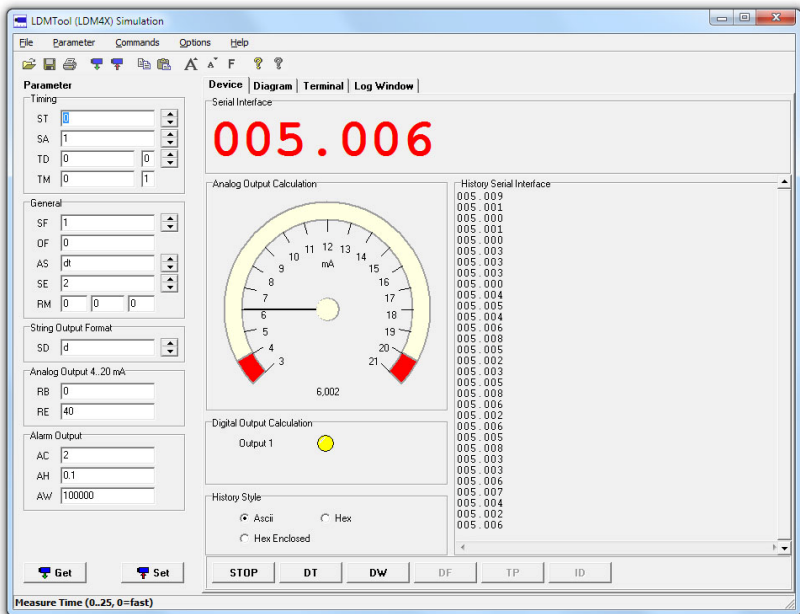 LDMTool (LDM4X) Simulation
File Parameter Commands Options Help
A A F ? ?
Parameter
Timing
ST 0
SA 1
TD 0 0
TM 0 1
General
SF 1
OF 0
AS dt
SE 2
RM 0 0 0
String Output Format
SD d
Analog Output 4..20 mA
RB 0
RE 40
Alarm Output
AC 2
AH 0.1
AW 100000
Get Set
Device Diagram Terminal Log Window
Serial Interface
005.006
Analog Output Calculation
3 4 5 6 7 8 9 10 11 12 13 14 15 16 17 18 19 20 21
mA
6,002
Digital Output Calculation
Output 1
History Style
Ascii Hex
Hex Enclosed
History Serial Interface
005.009
005.001
005.000
005.001
005.000
005.003
005.003
005.003
005.000
005.004
005.005
005.004
005.006
005.008
005.005
005.002
005.003
005.005
005.008
005.006
005.002
005.006
005.005
005.008
005.003
005.003
005.006
005.007
005.004
005.002
005.006
STOP DT DW DF TP ID
Measure Time (0..25, 0=fast)